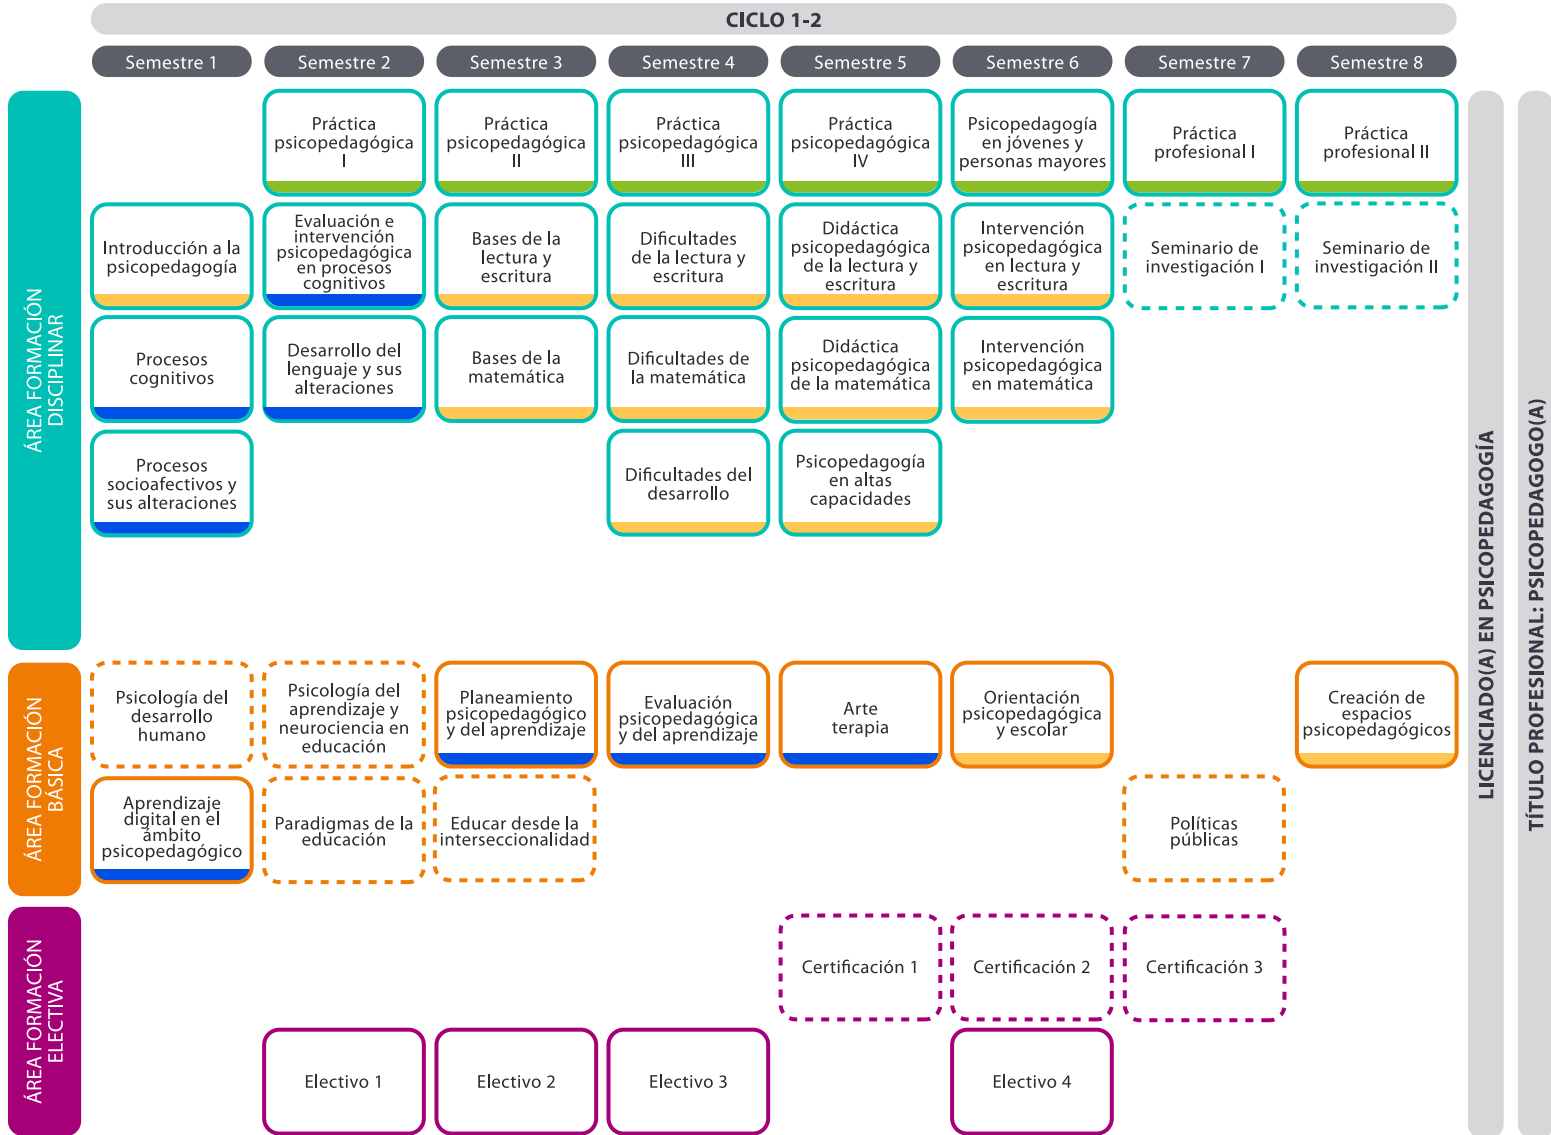 CICLO 1-2
Semestre 1
Semestre 2
Semestre 3
Semestre 4
Semestre 5
Semestre 6
Semestre 7
Semestre 8
ÁREA FORMACIÓN
DISCIPLINAR
Práctica
psicopedagógica
I
Práctica
psicopedagógica
II
Práctica
psicopedagógica
III
Práctica
psicopedagógica
IV
Psicopedagogía
en jóvenes y
personas mayores
Práctica
profesional I
Práctica
profesional II
Introducción a la
psicopedagogía
Evaluación e
intervención
psicopedagógica
en procesos
cognitivos
Bases de la
lectura y
escritura
Dificultades
de la lectura y
escritura
Didáctica
psicopedagógica
de la lectura y
escritura
Intervención
psicopedagógica
en lectura y
escritura
Seminario de
investigación I
Seminario de
investigación II
Procesos
cognitivos
Desarrollo del
lenguaje y sus
alteraciones
Bases de la
matemática
Dificultades de
la matemática
Didáctica
psicopedagógica
de la matemática
Intervención
psicopedagógica
en matemática
Procesos
socioafectivos y
sus alteraciones
Dificultades del
desarrollo
Psicopedagogía
en altas
capacidades
ÁREA FORMACIÓN
BÁSICA
Psicología del
desarrollo
humano
Psicología del
aprendizaje y
neurociencia en
educación
Planeamiento
psicopedagógico
y del aprendizaje
Evaluación
psicopedagógica
y del aprendizaje
Arte
terapia
Orientación
psicopedagógica
y escolar
Creación de
espacios
psicopedagógicos
Aprendizaje
digital en el
ámbito
psicopedagógico
Paradigmas de la
educación
Educar desde la
interseccionalidad
Políticas
públicas
ÁREA FORMACIÓN
ELECTIVA
Certificación 1
Certificación 2
Certificación 3
Electivo 1
Electivo 2
Electivo 3
Electivo 4
LICENCIADO(A) EN PSICOPEDAGOGÍA
TÍTULO PROFESIONAL: PSICOPEDAGOGO(A)